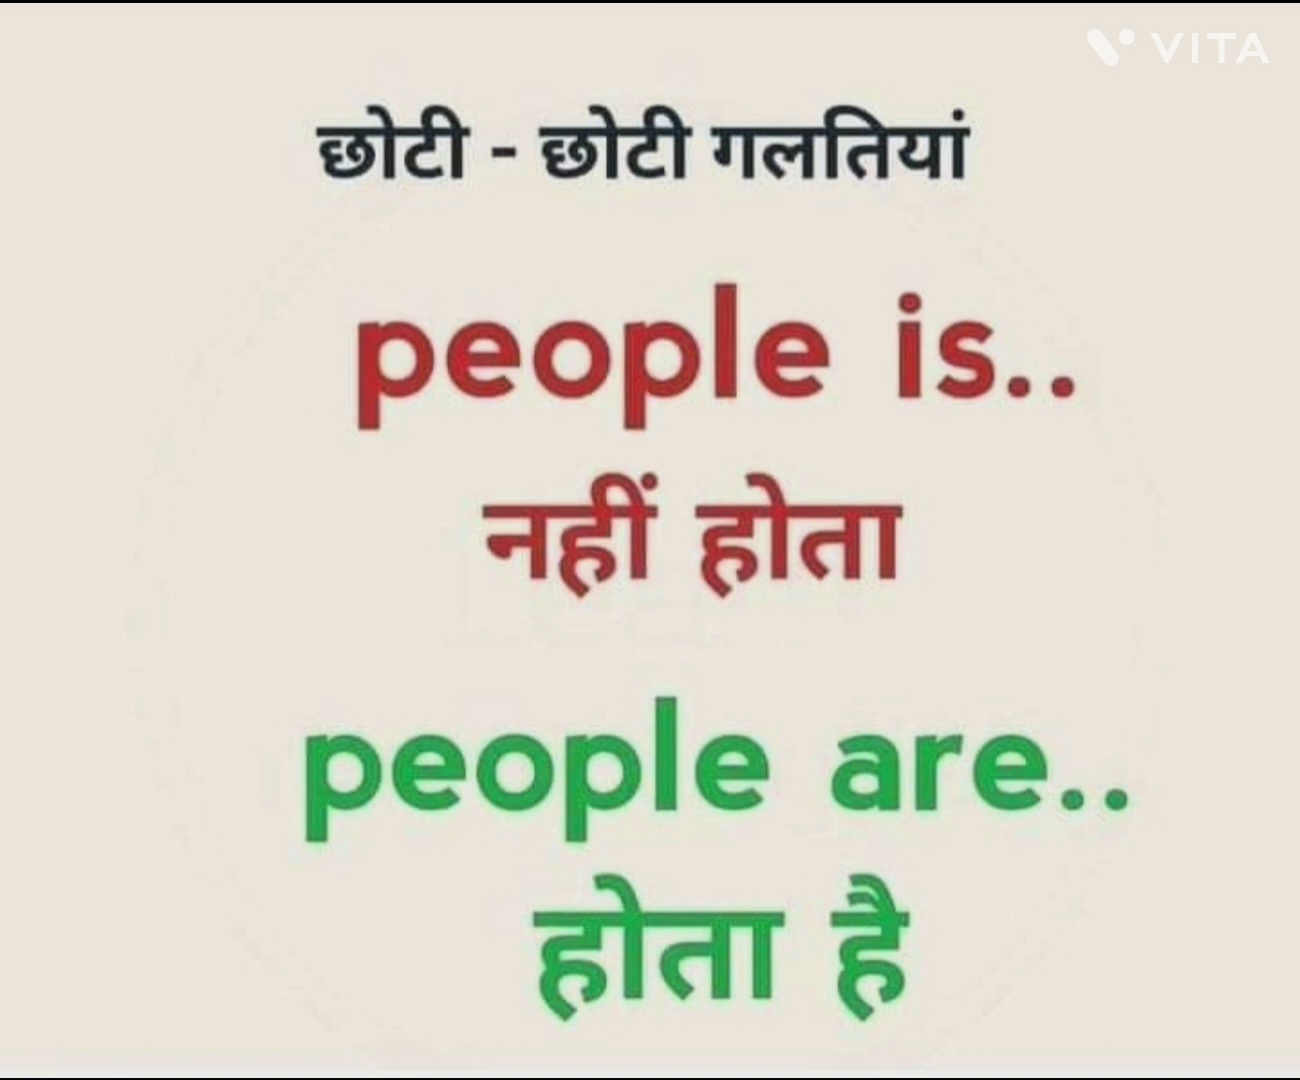 VITA
छोटी - छोटी गलतियां
people is..
नहीं होता
people are..
होता है